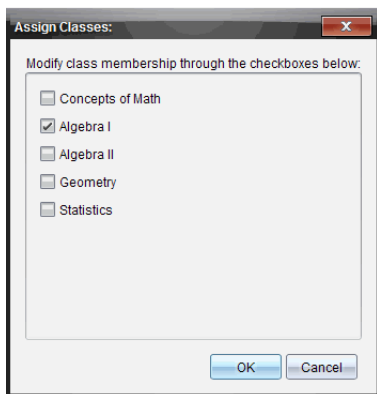 Assign Classes:
Modify class membership through the checkboxes below:
Concepts of Math
Algebra I
Algebra II
Geometry
Statistics
OK Cancel